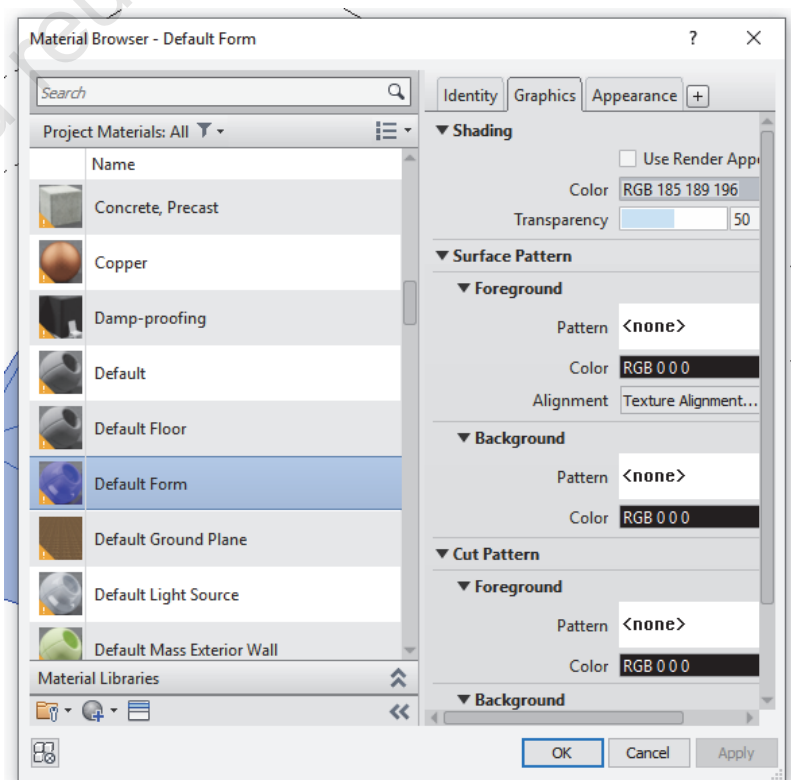 Material Browser - Default Form ? X
Search
Project Materials: All
Name
Concrete, Precast
Copper
Damp-proofing
Default
Default Floor
Default Form
Default Ground Plane
Default Light Source
Default Mass Exterior Wall
Material Libraries
Identity Graphics Appearance +
Shading
Use Render Appe
Color RGB 185 189 196
Transparency 50
Surface Pattern
Foreground
Pattern <none>
Color RGB 0 0 0
Alignment Texture Alignment...
Background
Pattern <none>
Color RGB 0 0 0
Cut Pattern
Foreground
Pattern <none>
Color RGB 0 0 0
Background
OK Cancel Apply